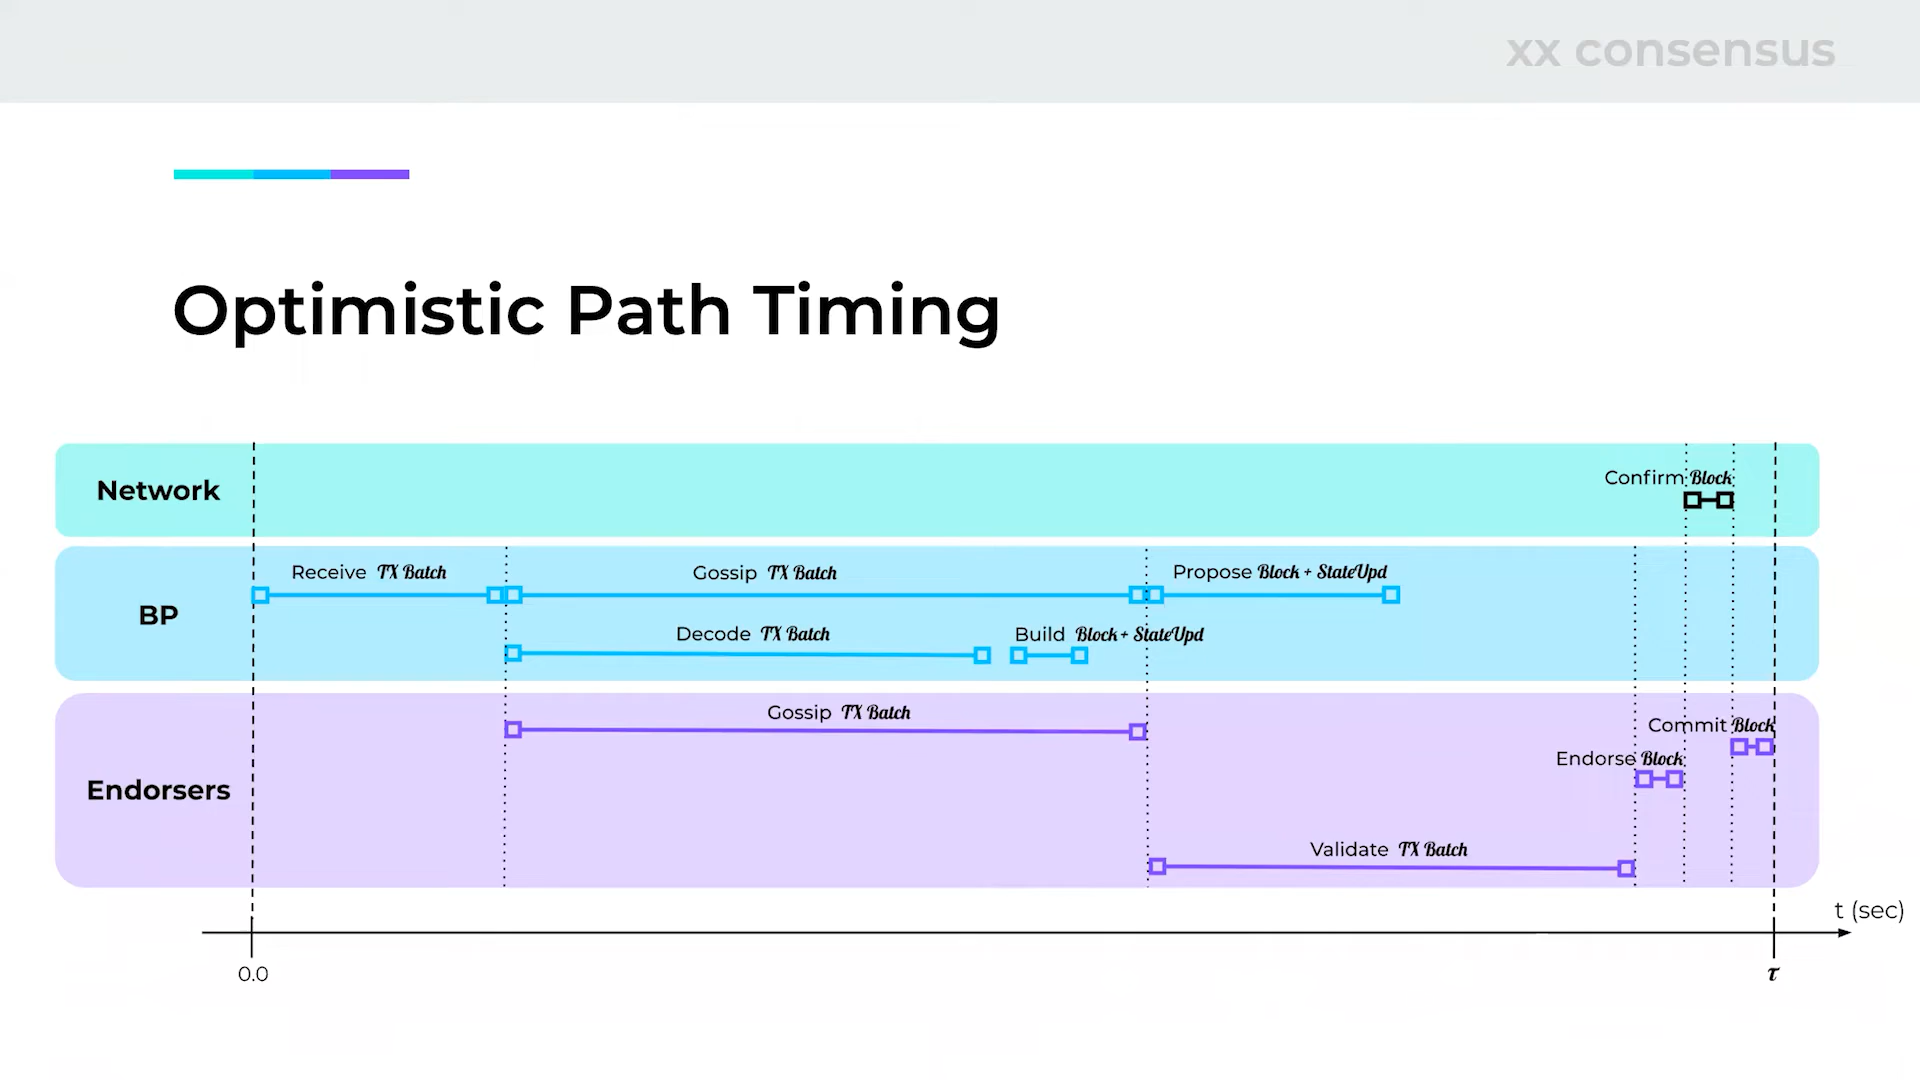 xx consensus
Optimistic Path Timing
Network
Confirm Block
BP
Receive TX Batch
Gossip TX Batch
Propose Block + StateUpd
Decode TX Batch
Build Block + StateUpd
Endorsers
Gossip TX Batch
Commit Block
Endorse Block
Validate TX Batch
t (sec)
0.0
τ